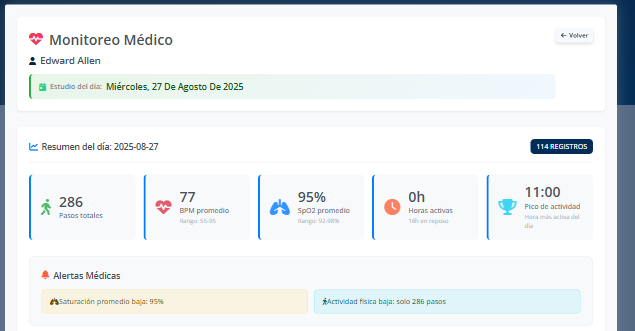 Monitoreo Médico
← Volver
Edward Allen
Estudio del día: Miércoles, 27 De Agosto De 2025
Resumen del día: 2025-08-27
114 REGISTROS
286
Pasos totales
77
BPM promedio
Rango: 56-95
95%
SpO2 promedio
Rango: 92-98%
0h
Horas activas
16h en reposo
11:00
Pico de actividad
Hora más activa del
día
Alertas Médicas
Saturación promedio baja: 95%
Actividad física baja: solo 286 pasos